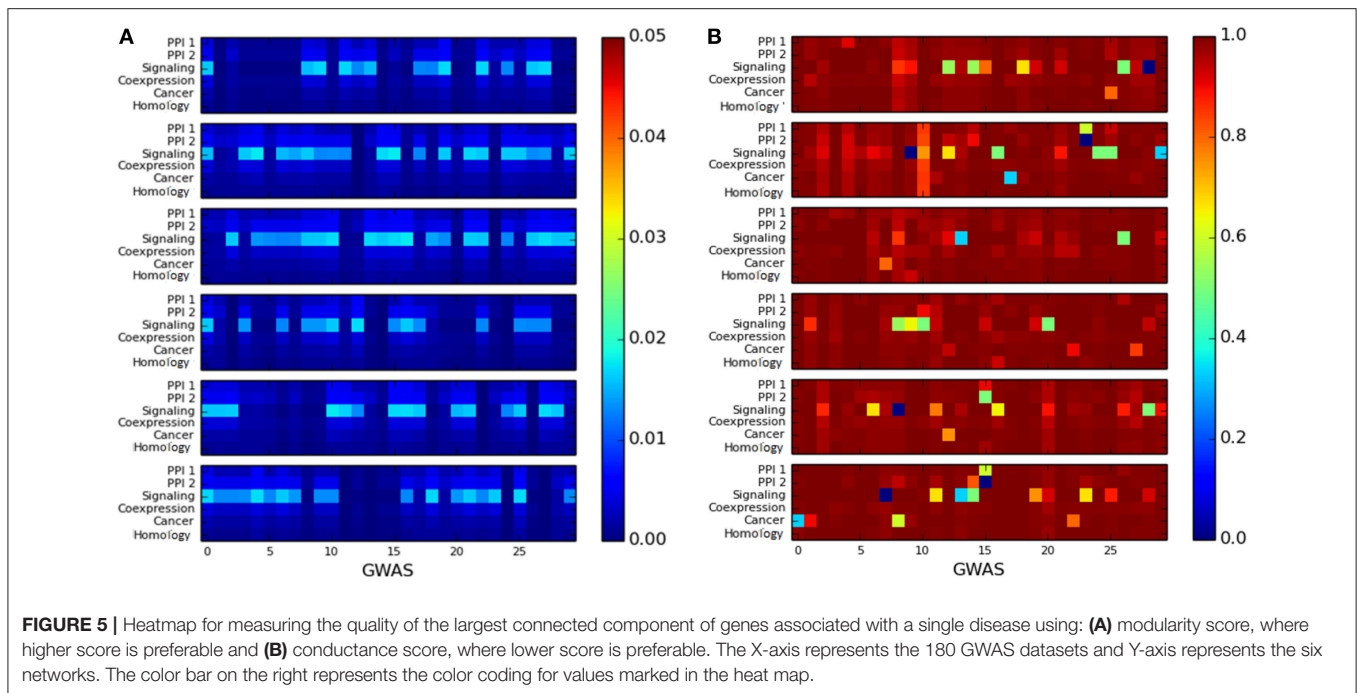 A
PPI 1
PPI 2
Signaling
Coexpression
Cancer
Homology
PPI 1
PPI 2
Signaling
Coexpression
Cancer
Homology
PPI 1
PPI 2
Signaling
Coexpression
Cancer
Homology
PPI 1
PPI 2
Signaling
Coexpression
Cancer
Homology
PPI 1
PPI 2
Signaling
Coexpression
Cancer
Homology
PPI 1
PPI 2
Signaling
Coexpression
Cancer
Homology
0 5 10 15 20 25
GWAS
0.05
0.04
0.03
0.02
0.01
0.00
B
PPI 1
PPI 2
Signaling
Coexpression
Cancer
Homology
PPI 1
PPI 2
Signaling
Coexpression
Cancer
Homology
PPI 1
PPI 2
Signaling
Coexpression
Cancer
Homology
PPI 1
PPI 2
Signaling
Coexpression
Cancer
Homology
PPI 1
PPI 2
Signaling
Coexpression
Cancer
Homology
PPI 1
PPI 2
Signaling
Coexpression
Cancer
Homology
0 5 10 15 20 25
GWAS
1.0
0.8
0.6
0.4
0.2
0.0
FIGURE 5 | Heatmap for measuring the quality of the largest connected component of genes associated with a single disease using: (A) modularity score, where
higher score is preferable and (B) conductance score, where lower score is preferable. The X-axis represents the 180 GWAS datasets and Y-axis represents the six
networks. The color bar on the right represents the color coding for values marked in the heat map.